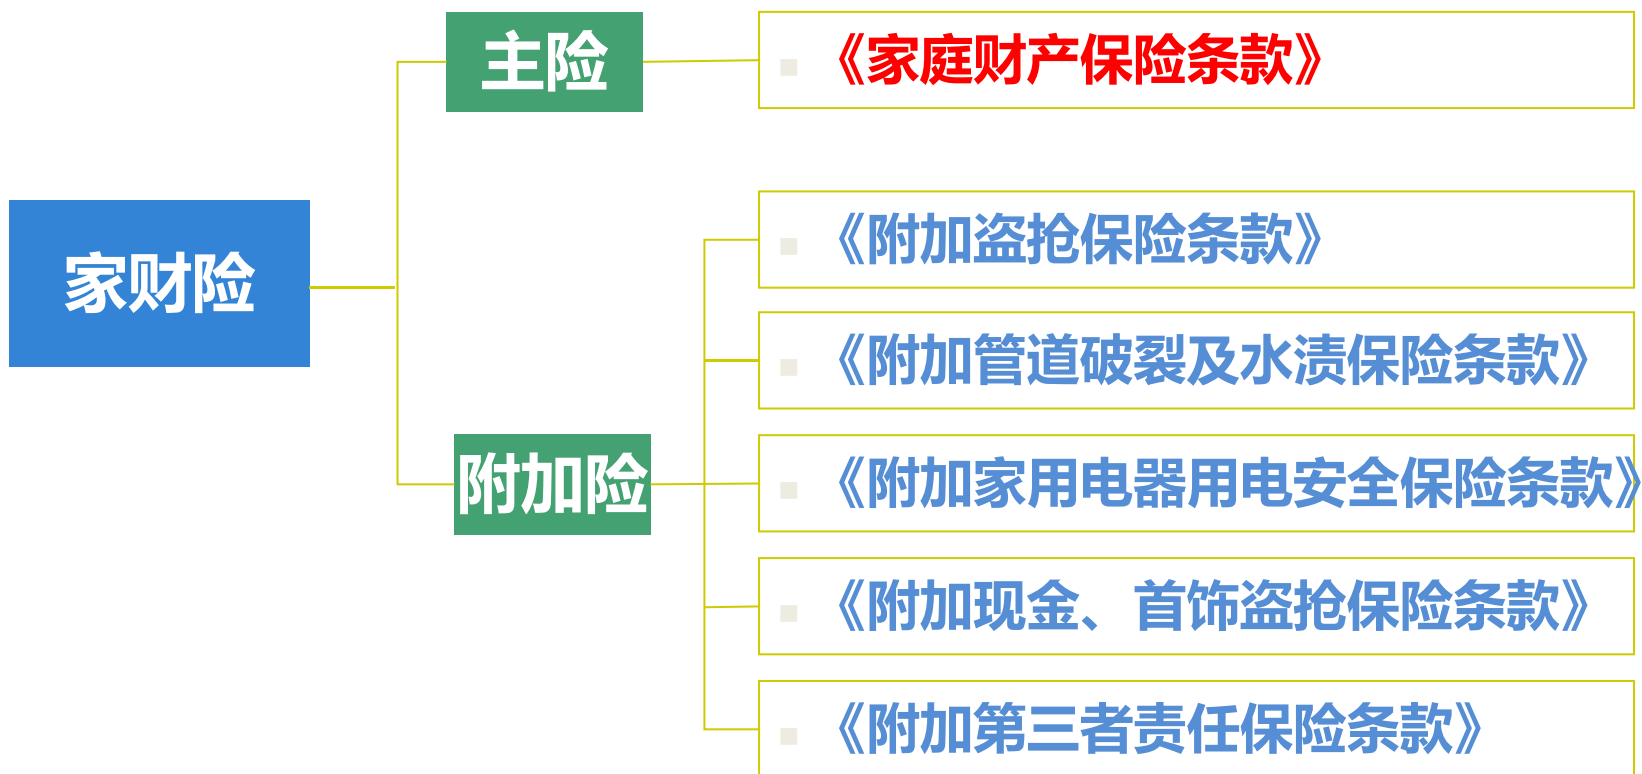 主险
《家庭财产保险条款》
家财险
《附加盗抢保险条款》
《附加管道破裂及水渍保险条款》
附加险
《附加家用电器用电安全保险条款》
《附加现金、首饰盗抢保险条款》
《附加第三者责任保险条款》